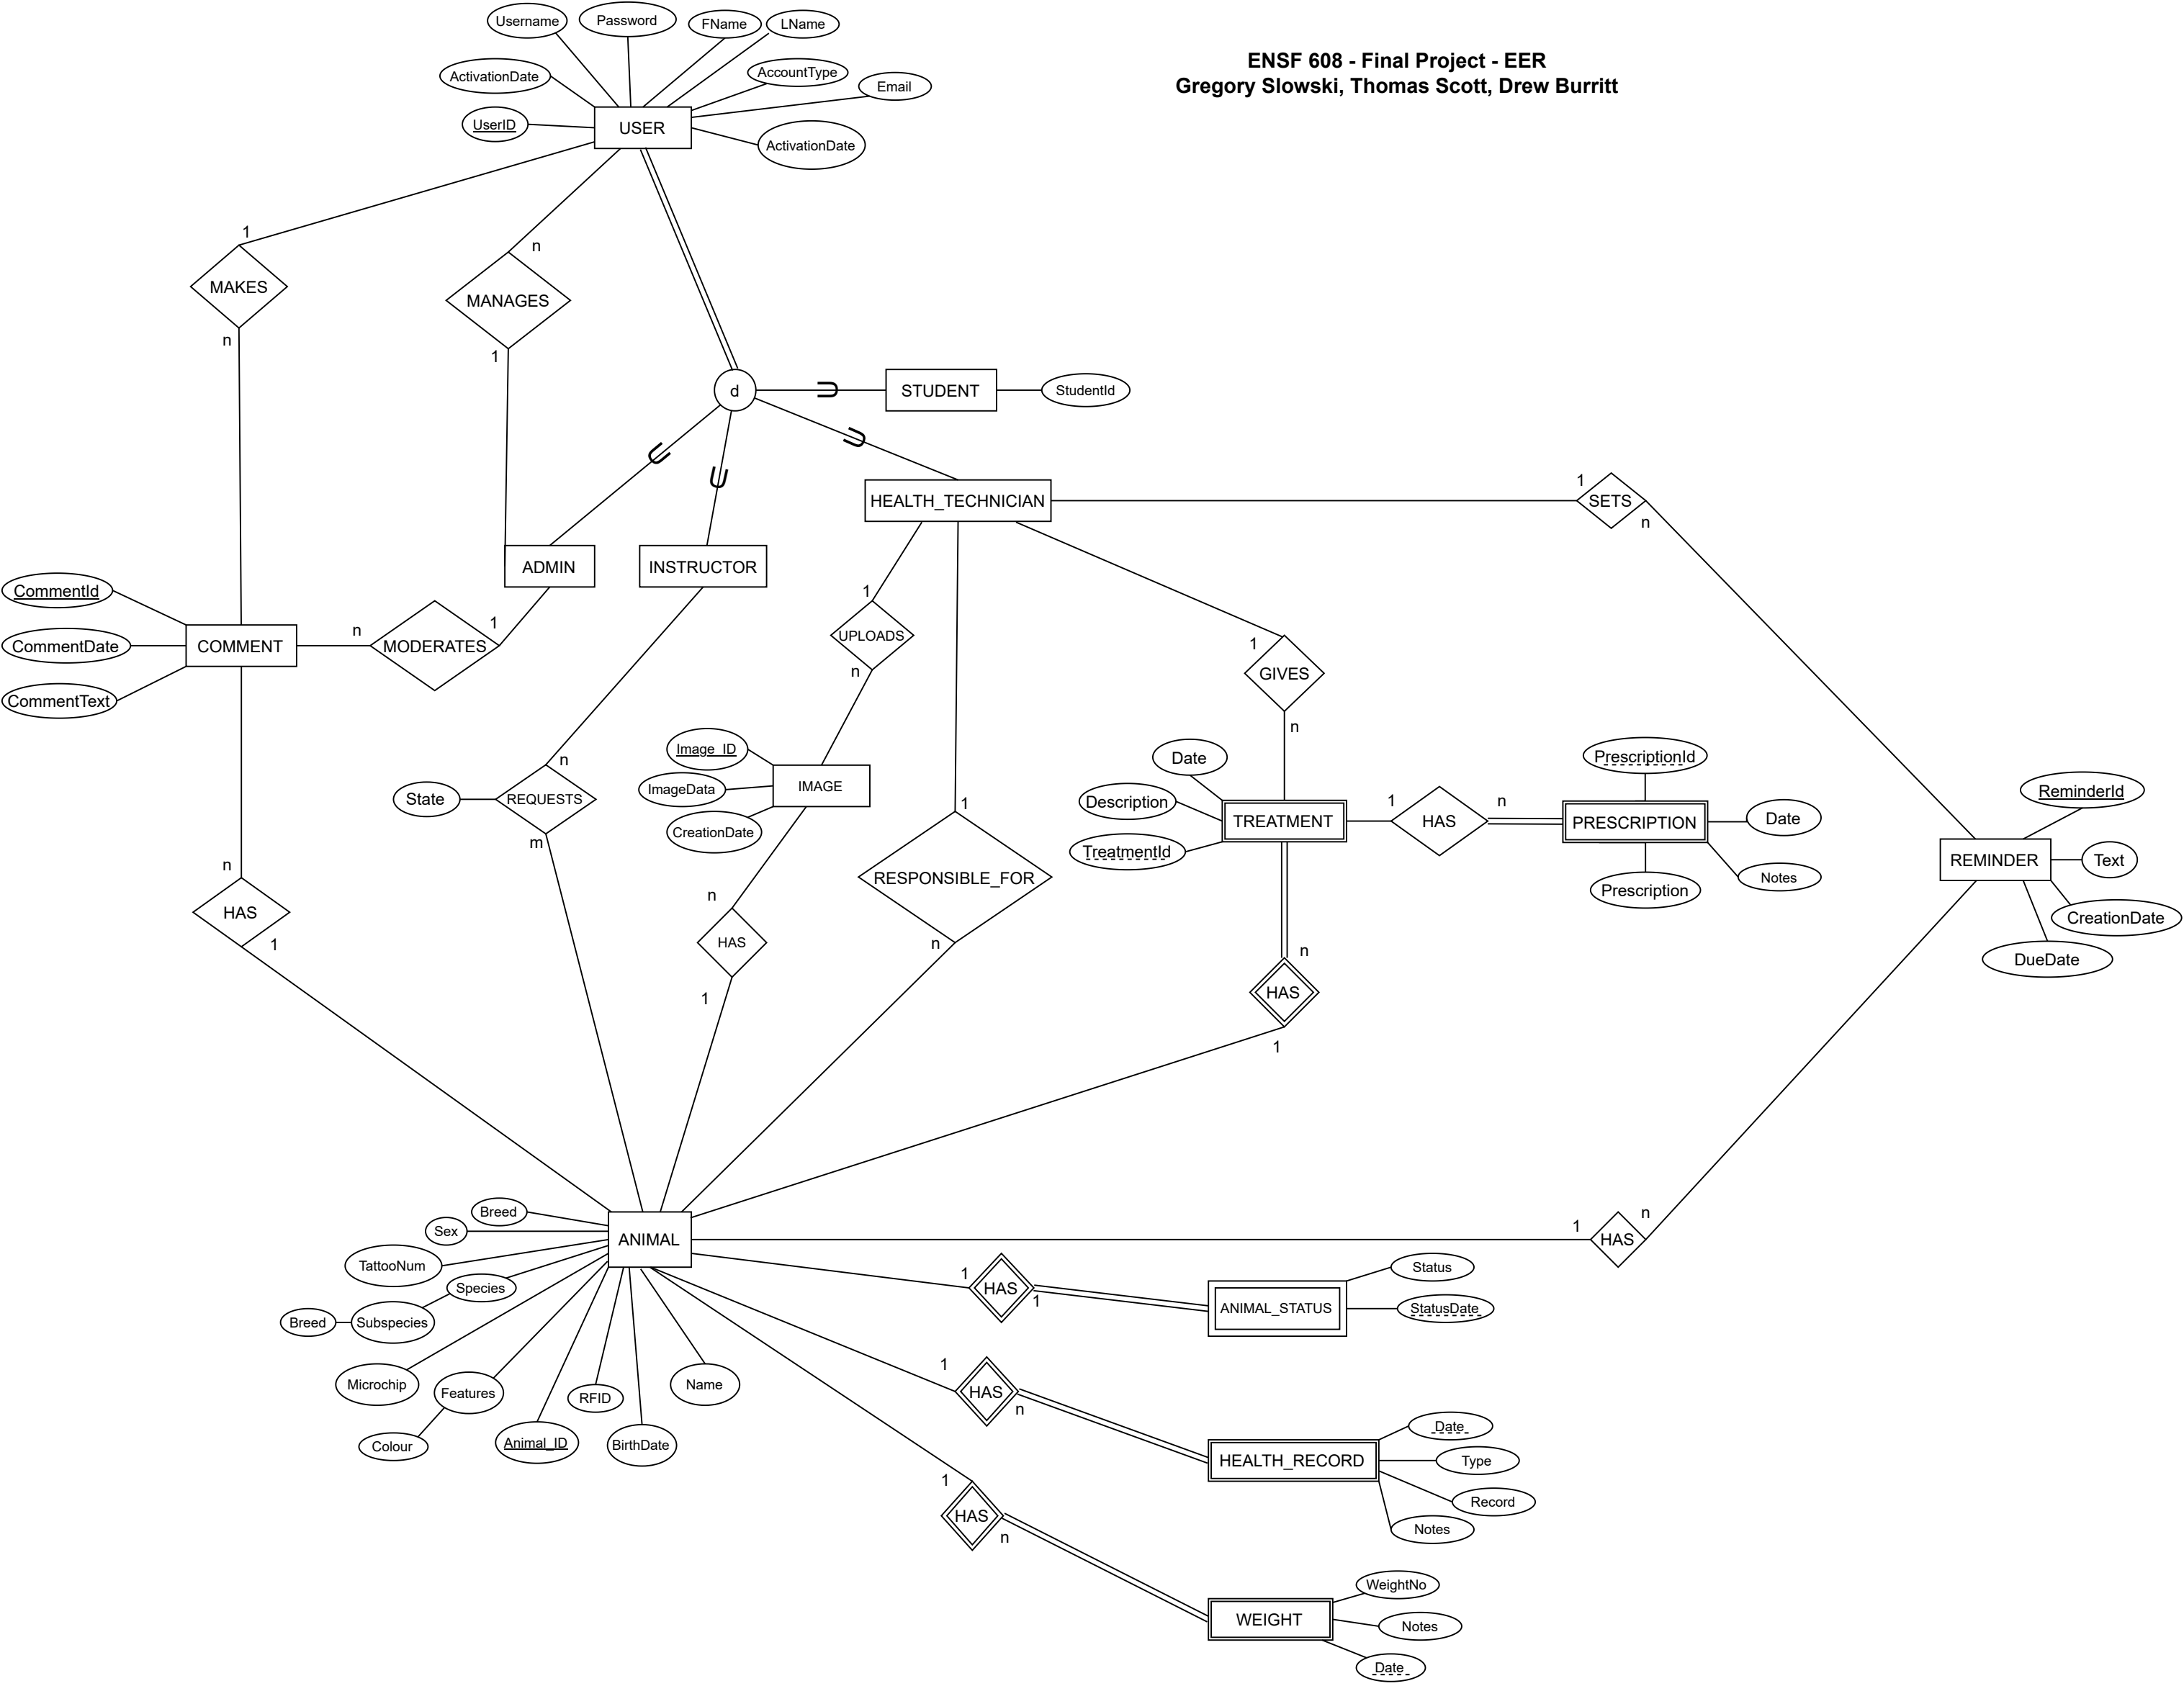 Username
Password
FName
LName
ENSF 608 - Final Project - EER
Gregory Slowski, Thomas Scott, Drew Burritt
ActivationDate
AccountType
Email
UserID
USER
ActivationDate
1
n
MAKES
MANAGES
n
1
d
STUDENT
StudentId
HEALTH_TECHNICIAN
1
SETS
n
ADMIN
INSTRUCTOR
CommentId
CommentDate
CommentText
COMMENT
n
MODERATES
1
1
UPLOADS
n
1
GIVES
n
Image_ID
ImageData
CreationDate
IMAGE
n
State
REQUESTS
m
Date
Description
TreatmentId
TREATMENT
1
HAS
n
PrescriptionId
PRESCRIPTION
Date
Prescription
Notes
ReminderId
REMINDER
Text
CreationDate
DueDate
1
RESPONSIBLE_FOR
n
n
HAS
1
n
HAS
1
n
HAS
1
Breed
Sex
TattooNum
Species
Breed
Subspecies
Microchip
Features
Colour
Animal_ID
RFID
BirthDate
Name
ANIMAL
1
HAS
n
1
HAS
1
ANIMAL_STATUS
Status
StatusDate
1
HAS
n
HEALTH_RECORD
Date
Type
Record
Notes
1
HAS
n
WEIGHT
WeightNo
Notes
Date